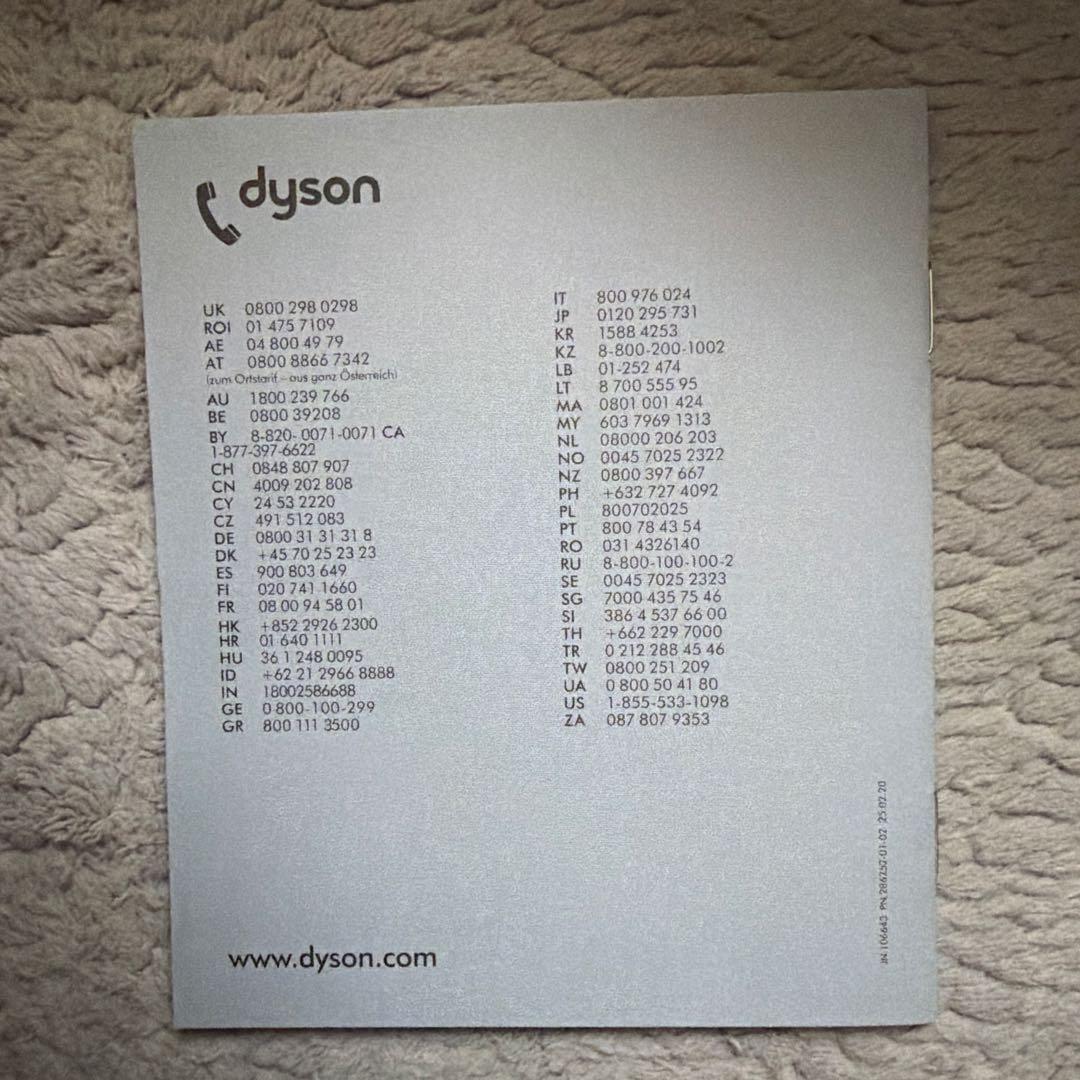 dyson
UK 0800 298 0298
ROI 01 475 7109
AE 04 800 49 79
AT 0800 8866 7342
(zum Ortstarif – aus ganz Österreich)
AU 1800 239 766
BE 0800 39208
BY 8-820- 0071-0071 CA
1-877-397-6622
CH 0848 807 907
CN 4009 202 808
CY 24 53 2220
CZ 491 512 083
DE 0800 31 31 31 8
DK +45 70 25 23 23
ES 900 803 649
FI 020 741 1660
FR 08 00 94 58 01
HK +852 2926 2300
HR 01 640 1111
HU 36 1 248 0095
ID +62 21 2966 8888
IN 18002586688
GE 0 800-100-299
GR 800 111 3500
IT 800 976 024
JP 0120 295 731
KR 1588 4253
KZ 8-800-200-1002
LB 01-252 474
LT 8 700 555 95
MA 0801 001 424
MY 603 7969 1313
NL 08000 206 203
NO 0045 7025 2322
NZ 0800 397 667
PH +632 727 4092
PL 800702025
PT 800 78 43 54
RO 031 4326140
RU 8-800-100-100-2
SE 0045 7025 2323
SG 7000 435 75 46
SI 386 4 537 66 00
TH +662 229 7000
TR 0 212 288 45 46
TW 0800 251 209
UA 0 800 50 41 80
US 1-855-533-1098
ZA 087 807 9353
JN.106643 PN.286252-01-02 25.02.20
www.dyson.com